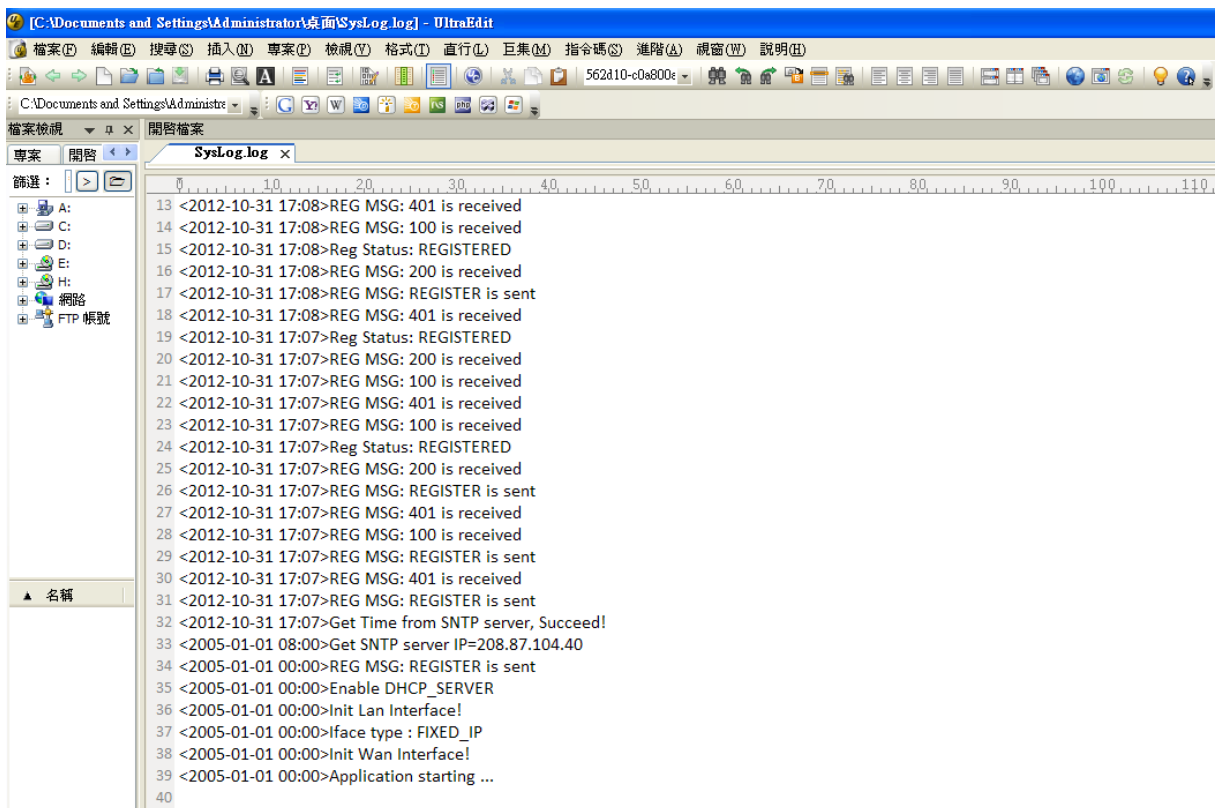 [C:\Documents and Settings\Administrator\桌面\SysLog.log] - UltraEdit
檔案(F) 編輯(E) 搜尋(S) 插入(N) 專案(P) 檢視(V) 格式(T) 直行(L) 巨集(M) 指令碼(S) 進階(A) 視窗(W) 說明(H)
562d10-c0a800
C:\Documents and Settings\Administra
檔案檢視 開啓檔案
專案 開啓 SysLog.log
篩選：
0 10 20 30 40 50 60 70 80 90 100 110
A:
C:
D:
E:
H:
網路
FTP 帳號
名稱
13 <2012-10-31 17:08>REG MSG: 401 is received
14 <2012-10-31 17:08>REG MSG: 100 is received
15 <2012-10-31 17:08>Reg Status: REGISTERED
16 <2012-10-31 17:08>REG MSG: 200 is received
17 <2012-10-31 17:08>REG MSG: REGISTER is sent
18 <2012-10-31 17:08>REG MSG: 401 is received
19 <2012-10-31 17:07>Reg Status: REGISTERED
20 <2012-10-31 17:07>REG MSG: 200 is received
21 <2012-10-31 17:07>REG MSG: 100 is received
22 <2012-10-31 17:07>REG MSG: 401 is received
23 <2012-10-31 17:07>REG MSG: 100 is received
24 <2012-10-31 17:07>Reg Status: REGISTERED
25 <2012-10-31 17:07>REG MSG: 200 is received
26 <2012-10-31 17:07>REG MSG: REGISTER is sent
27 <2012-10-31 17:07>REG MSG: 401 is received
28 <2012-10-31 17:07>REG MSG: 100 is received
29 <2012-10-31 17:07>REG MSG: REGISTER is sent
30 <2012-10-31 17:07>REG MSG: 401 is received
31 <2012-10-31 17:07>REG MSG: REGISTER is sent
32 <2012-10-31 17:07>Get Time from SNTP server, Succeed!
33 <2005-01-01 08:00>Get SNTP server IP=208.87.104.40
34 <2005-01-01 00:00>REG MSG: REGISTER is sent
35 <2005-01-01 00:00>Enable DHCP_SERVER
36 <2005-01-01 00:00>Init Lan Interface!
37 <2005-01-01 00:00>Iface type : FIXED_IP
38 <2005-01-01 00:00>Init Wan Interface!
39 <2005-01-01 00:00>Application starting ...
40